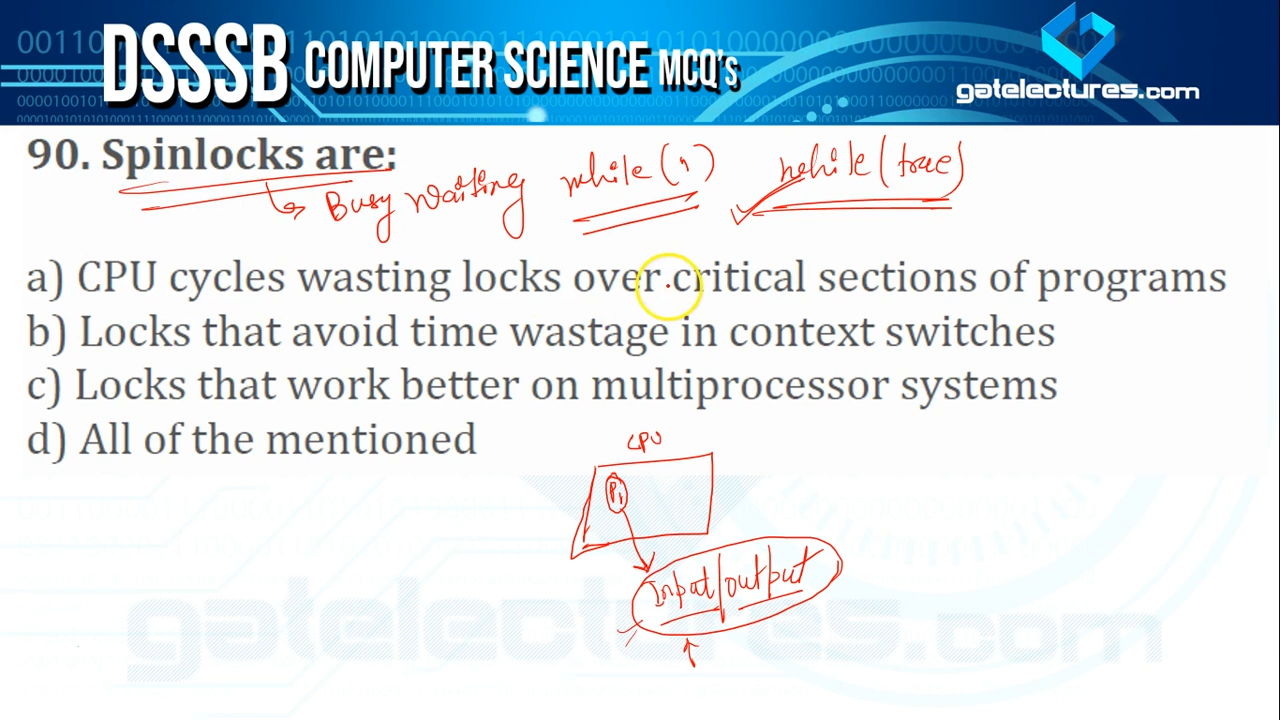 DSSSB COMPUTER SCIENCE MCQ's
gatelectures.com
90. Spinlocks are:
Busy Waiting while(1) while(true)
a) CPU cycles wasting locks over critical sections of programs
b) Locks that avoid time wastage in context switches
c) Locks that work better on multiprocessor systems
d) All of the mentioned
CPU
P1
Input/output
gatelectures.com